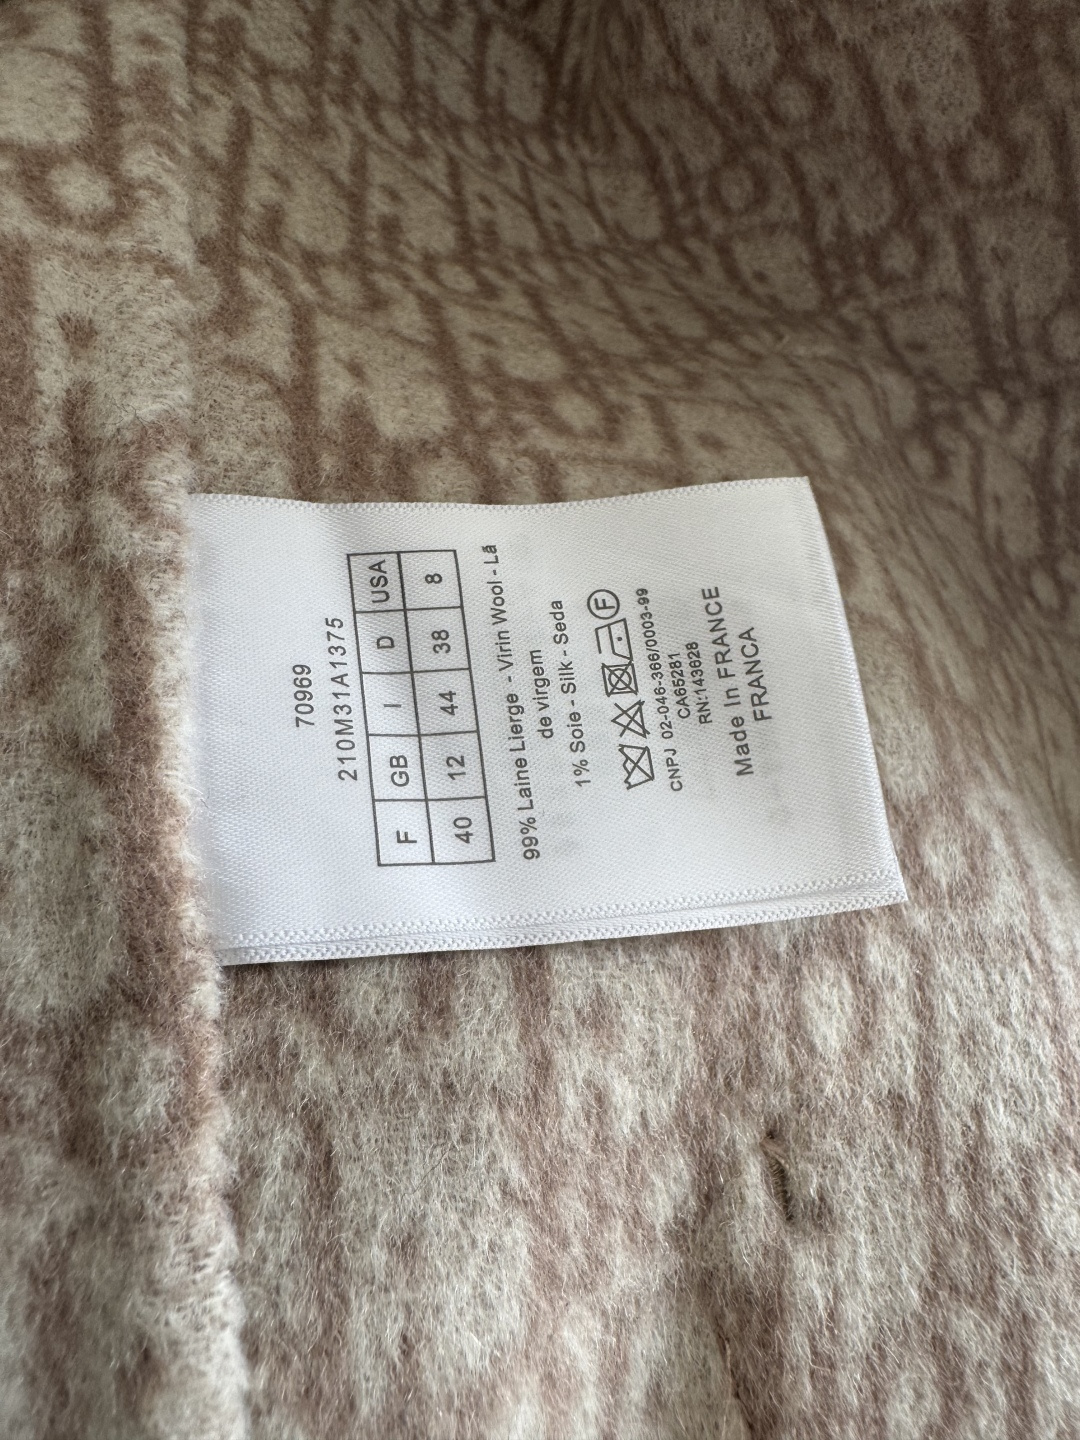 70969
210M31A1375
F GB I D USA
40 12 44 38 8
99% Laine Lierge - Virin Wool - Lã
de virgem
1% Soie - Silk - Seda
F
CNPJ 02-046-366/0003-99
CA65281
RN:143628
Made In FRANCE
FRANCA